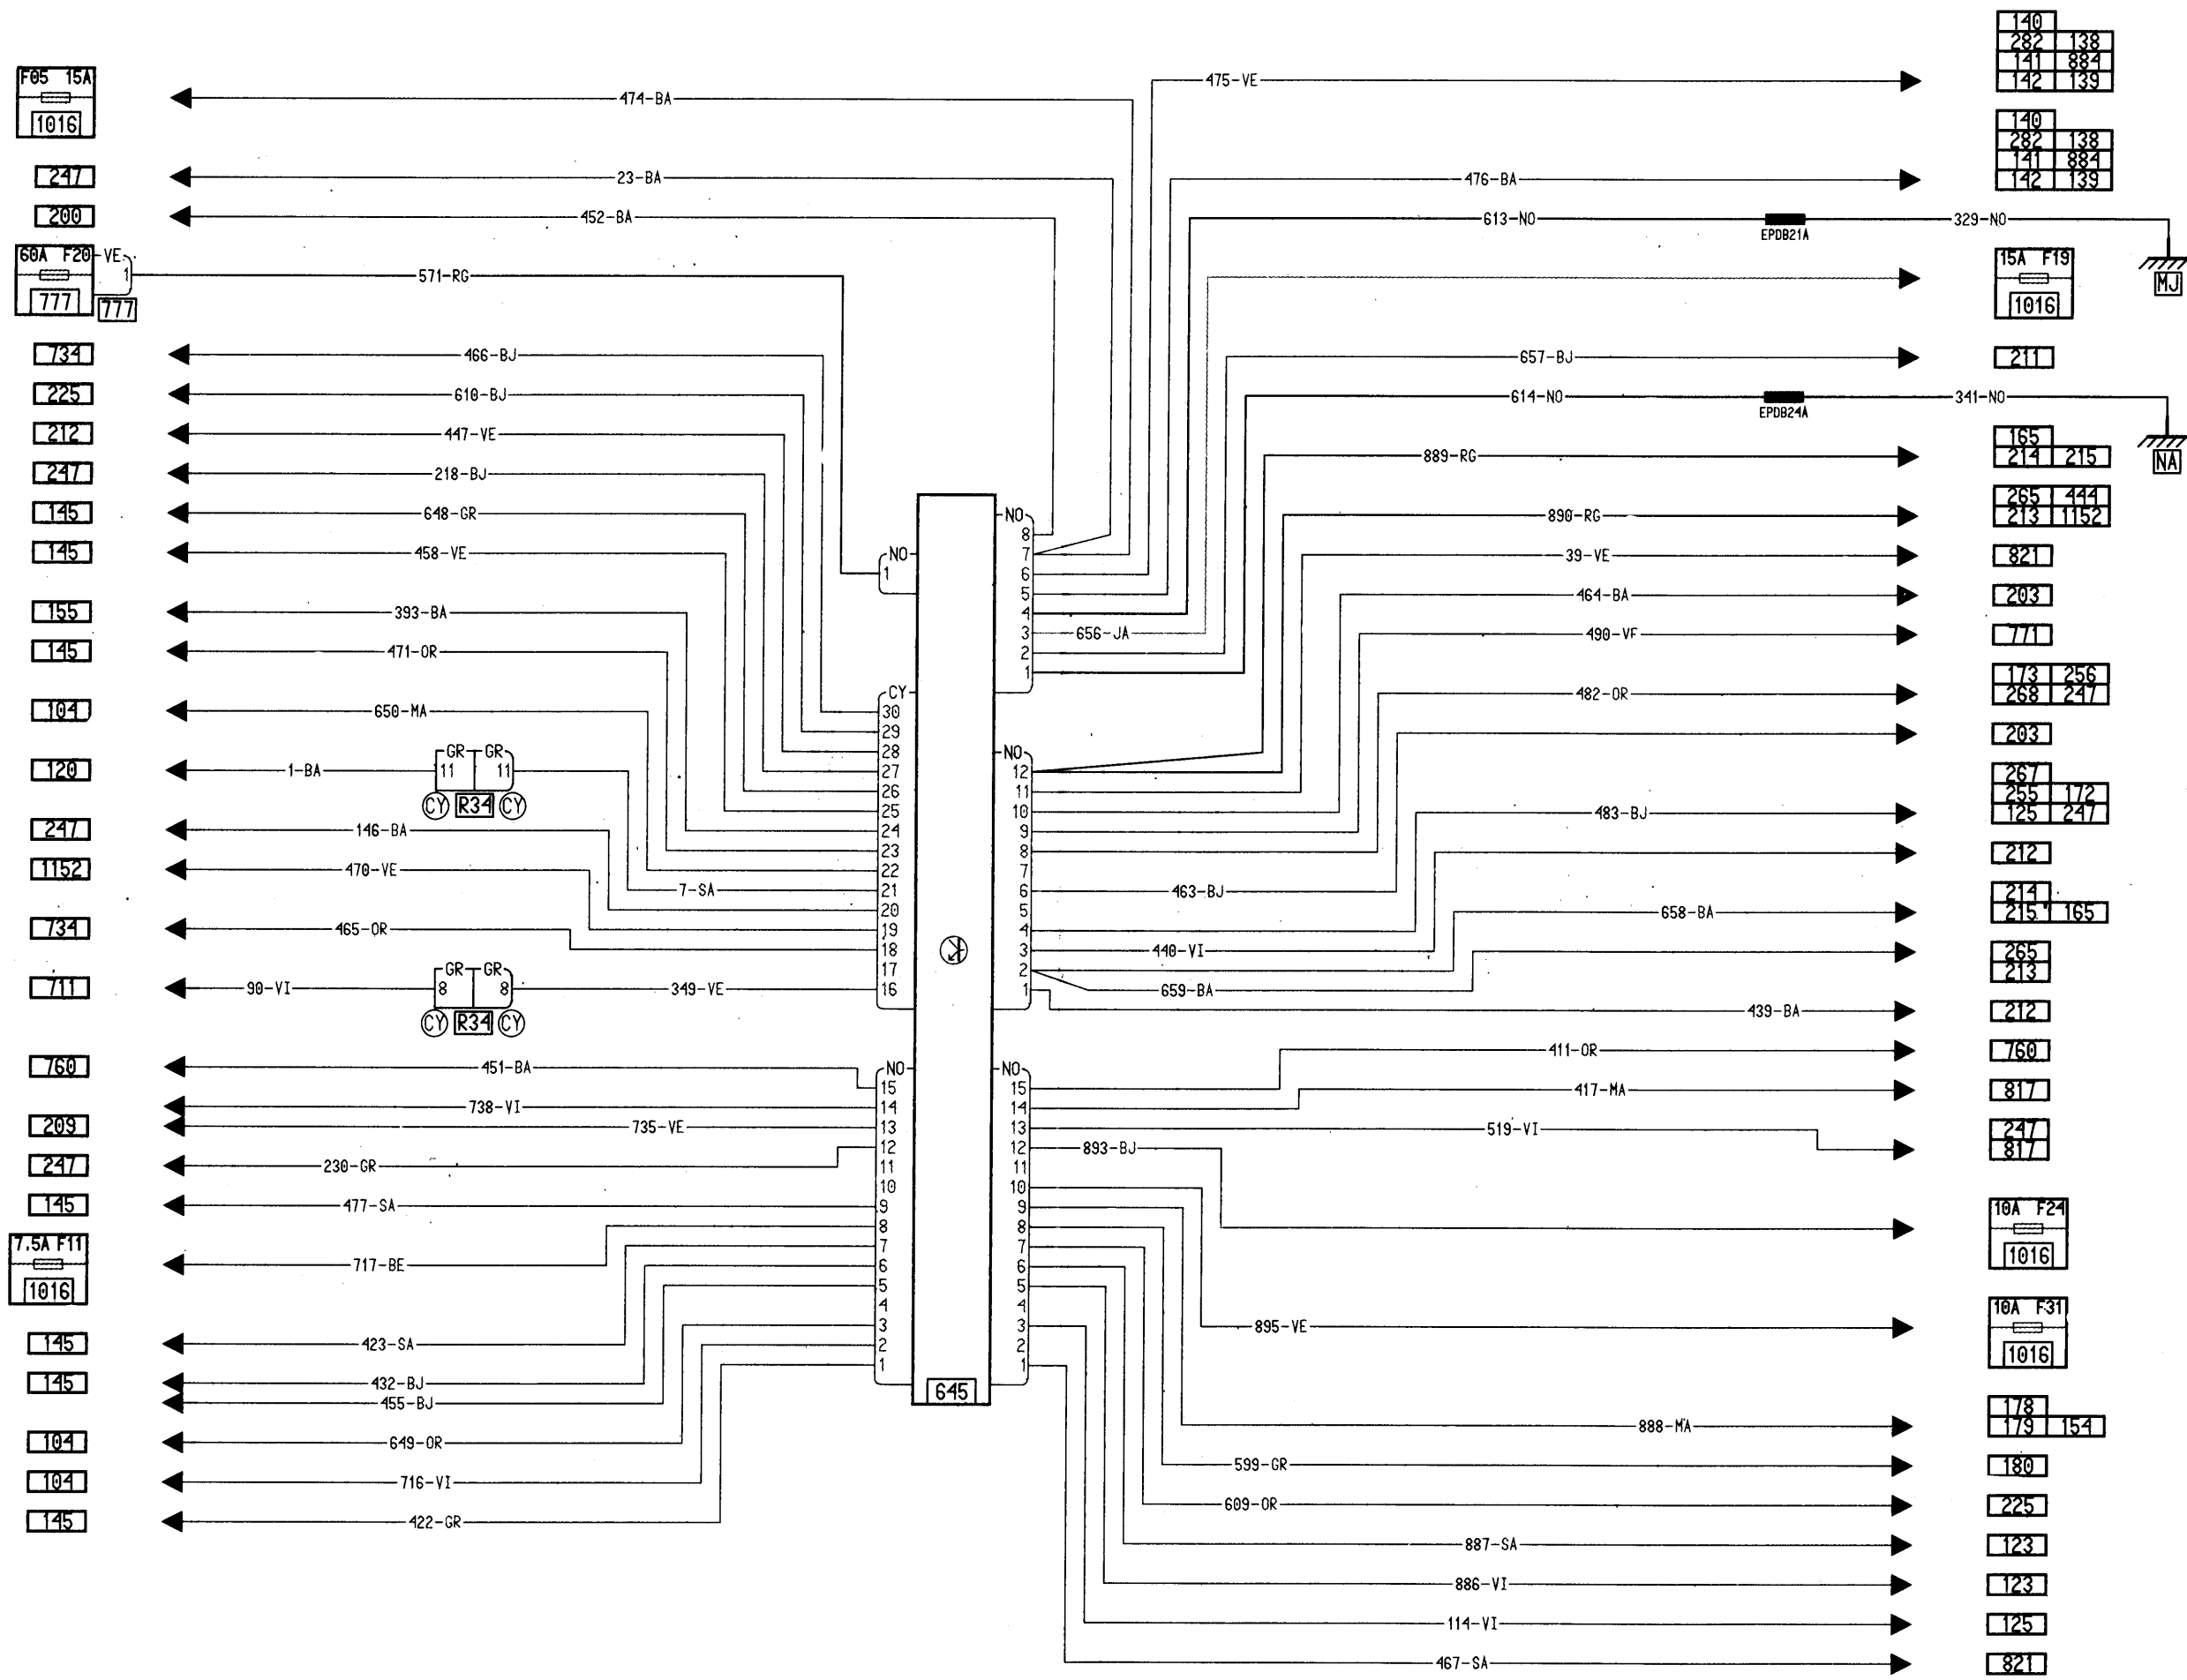 F05 15A
1016
474-BA
475-VE
140
282 138
141 884
142 139
247
23-BA
476-BA
140
282 138
141 884
142 139
200
452-BA
613-NO
EPDB21A
329-NO
MJ
60A F20
777
VE
1
777
571-RG
15A F19
1016
734
466-BJ
657-BJ
211
225
610-BJ
614-NO
EPDB24A
341-NO
NA
212
447-VE
889-RG
165
214 215
247
218-BJ
145
648-GR
890-RG
265 444
213 1152
145
458-VE
39-VE
821
155
393-BA
464-BA
203
145
471-OR
656-JA
490-VE
771
104
650-MA
482-OR
173 256
268 247
203
120
1-BA
GR GR
11 11
CY R34 CY
7-SA
267
255 172
125 247
483-BJ
247
146-BA
212
1152
470-VE
463-BJ
214
215 165
658-BA
734
465-OR
440-VI
265
213
659-BA
711
90-VI
GR GR
8 8
CY R34 CY
349-VE
439-BA
212
NO
1
NO
8
7
6
5
4
3
2
1
CY
30
29
28
27
26
25
24
23
22
21
20
19
18
17
16
NO
12
11
10
9
8
7
6
5
4
3
2
1
760
451-BA
411-OR
760
738-VI
417-MA
817
209
735-VE
519-VI
247
817
247
230-GR
893-BJ
10A F24
1016
145
477-SA
7.5A F11
1016
717-BE
895-VE
10A F31
1016
145
423-SA
145
432-BJ
455-BJ
888-MA
178
179 154
104
649-OR
599-GR
180
104
716-VI
609-OR
225
145
422-GR
887-SA
123
886-VI
123
114-VI
125
467-SA
821
NO
15
14
13
12
11
10
9
8
7
6
5
4
3
2
1
NO
15
14
13
12
11
10
9
8
7
6
5
4
3
2
1
645